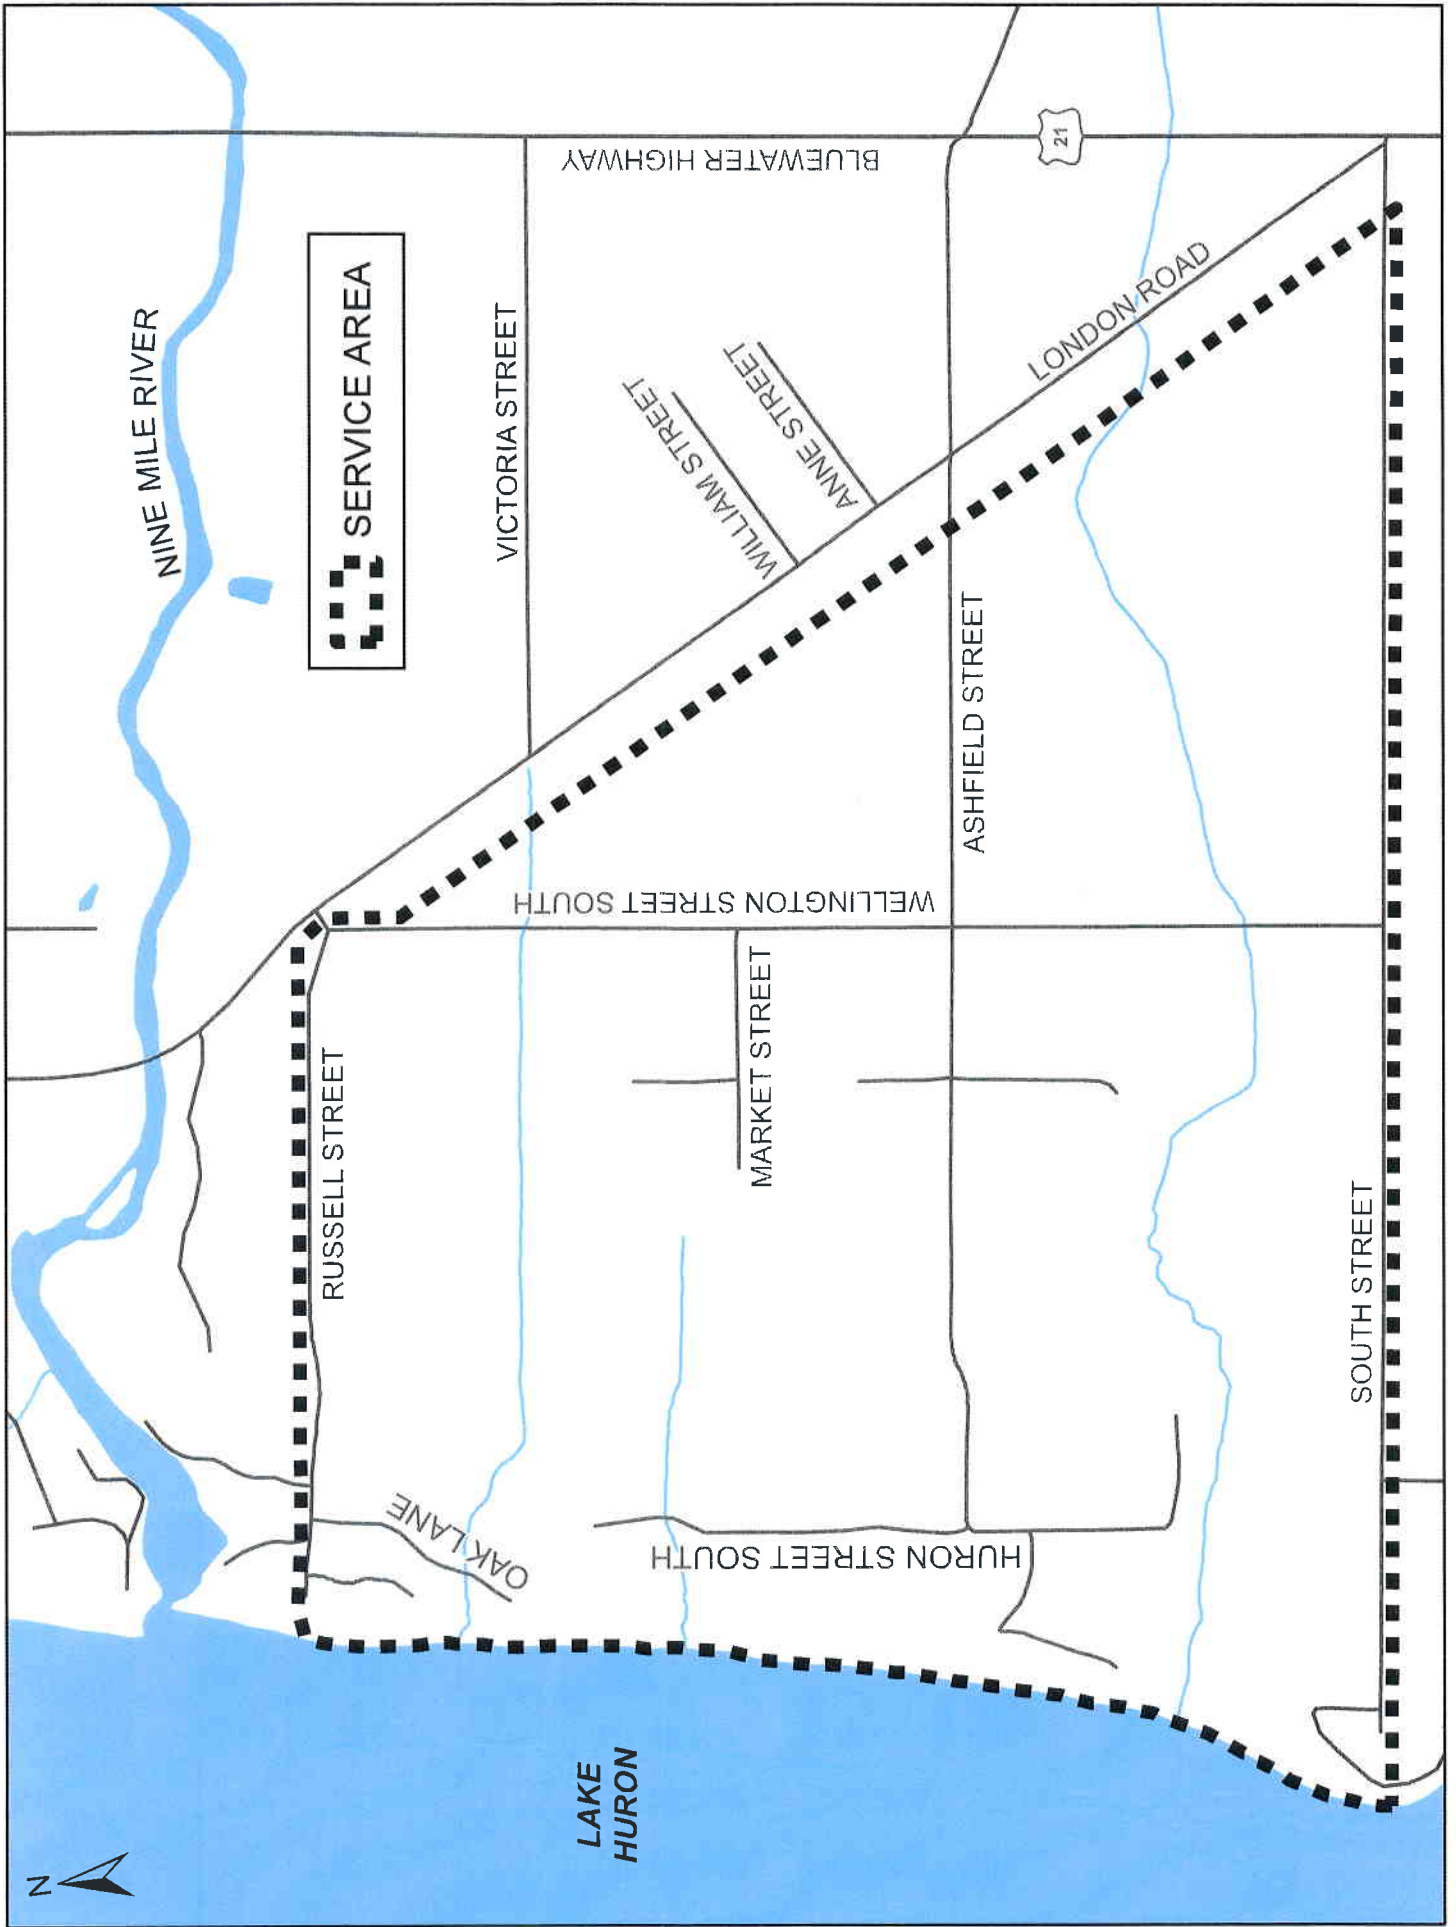 N
NINE MILE RIVER
SERVICE AREA
VICTORIA STREET
BLUEWATER HIGHWAY
21
WILLIAM STREET
ANNE STREET
LONDON ROAD
RUSSELL STREET
WELLINGTON STREET SOUTH
MARKET STREET
ASHFIELD STREET
OAK LANE
HURON STREET SOUTH
SOUTH STREET
LAKE
HURON